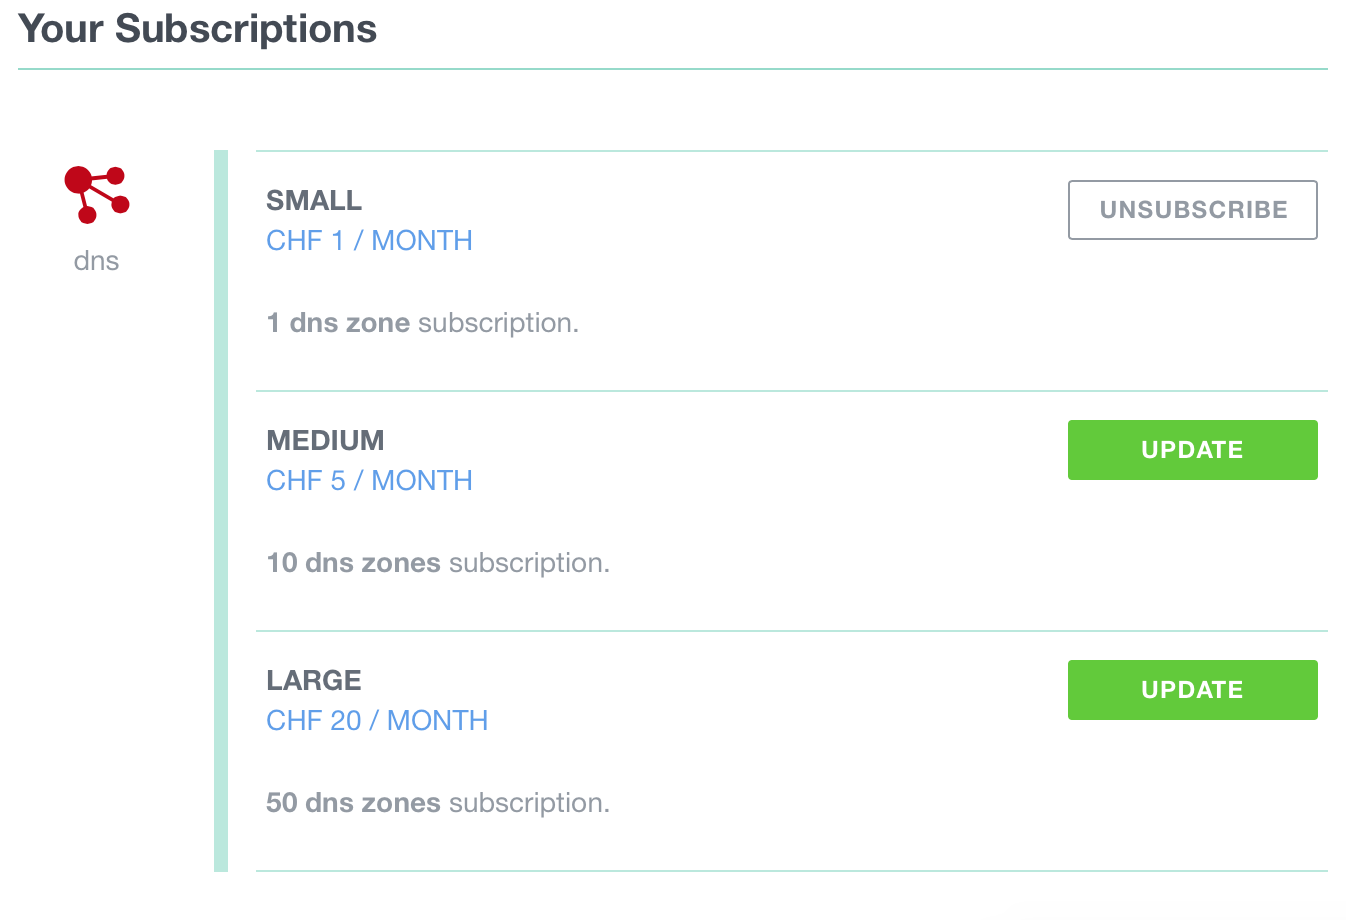 Your Subscriptions
dns
SMALL
CHF 1 / MONTH
UNSUBSCRIBE
1 dns zone subscription.
MEDIUM
CHF 5 / MONTH
UPDATE
10 dns zones subscription.
LARGE
CHF 20 / MONTH
UPDATE
50 dns zones subscription.